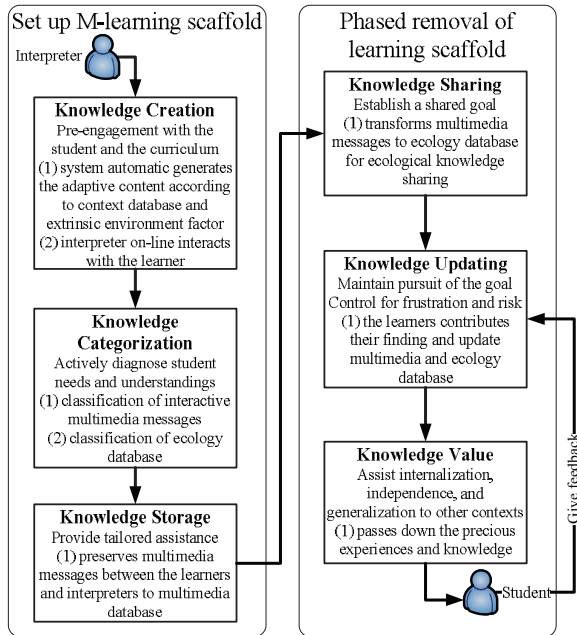 Set up M-learning scaffold
Interpreter
Knowledge Creation
Pre-engagement with the
student and the curriculum
(1) system automatic generates
the adaptive content according
to context database and
extrinsic environment factor
(2) interpreter on-line interacts
with the learner
Knowledge
Categorization
Actively diagnose student
needs and understandings
(1) classification of interactive
multimedia messages
(2) classification of ecology
database
Knowledge Storage
Provide tailored assistance
(1) preserves multimedia
messages between the learners
and interpreters to multimedia
database
Phased removal of
learning scaffold
Knowledge Sharing
Establish a shared goal
(1) transforms multimedia
messages to ecology database
for ecological knowledge
sharing
Knowledge Updating
Maintain pursuit of the goal
Control for frustration and risk
(1) the learners contributes
their finding and update
multimedia and ecology
database
Knowledge Value
Assist internalization,
independence, and
generalization to other contexts
(1) passes down the precious
experiences and knowledge
Student
Give feedback